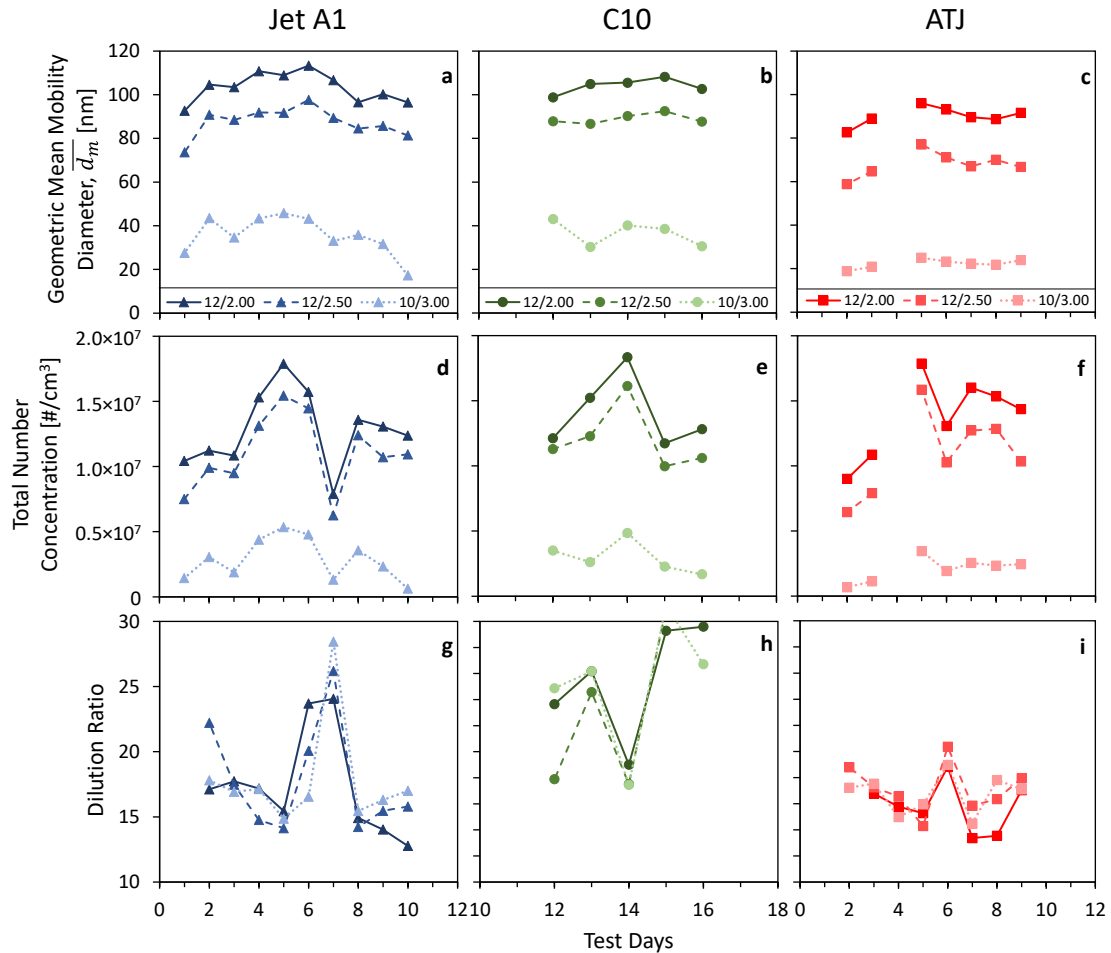 Jet A1
C10
ATJ
Geometric Mean Mobility
Diameter, d_m [nm]
120
100
80
60
40
20
0
a
12/2.00 12/2.50 10/3.00
b
12/2.00 12/2.50 10/3.00
c
12/2.00 12/2.50 10/3.00
Total Number
Concentration [#/cm³]
2.0×10⁷
1.5×10⁷
1.0×10⁷
0.5×10⁷
0
d
e
f
Dilution Ratio
30
25
20
15
10
g
h
i
0 2 4 6 8 10 12
10 12 14 16 18
0 2 4 6 8 10 12
Test Days